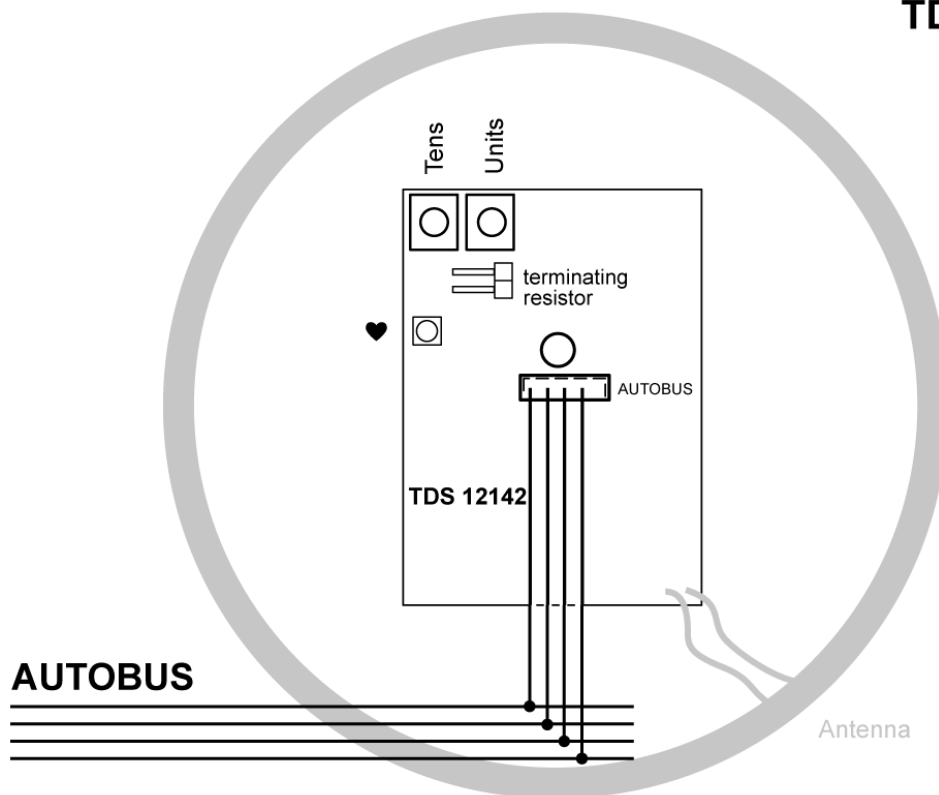 TD
Tens
Units
terminating
resistor
AUTOBUS
TDS 12142
AUTOBUS
Antenna